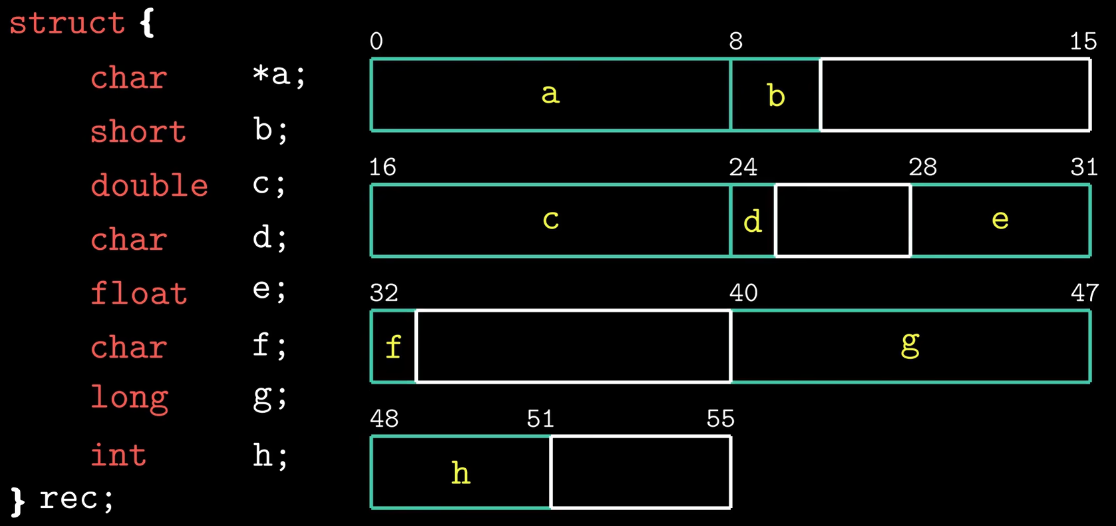 struct {
char *a;
short b;
double c;
char d;
float e;
char f;
long g;
int h;
} rec;
0 8 15
a b
16 24 28 31
c d e
32 40 47
f g
48 51 55
h